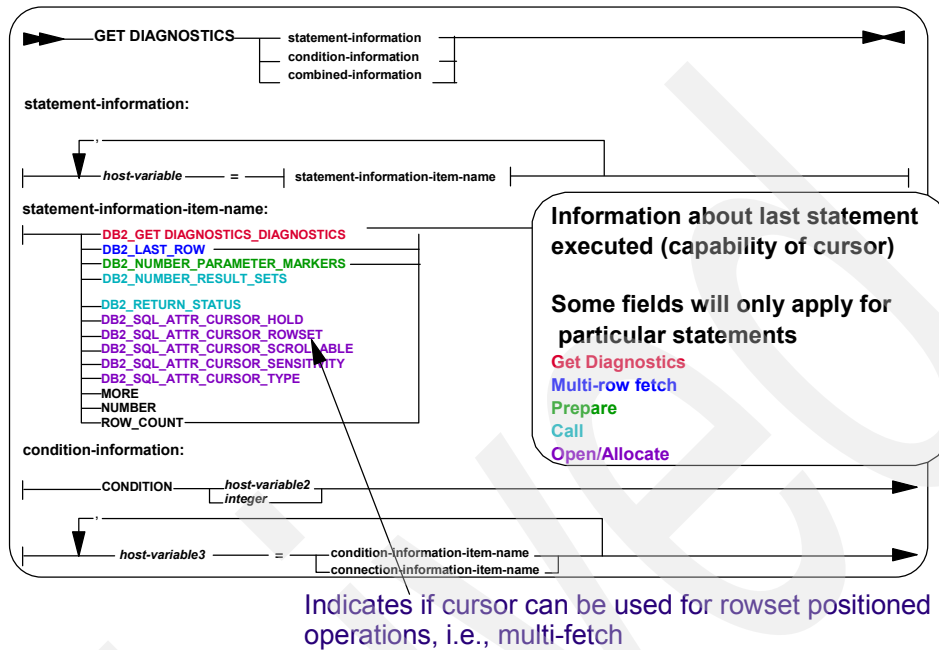 GET DIAGNOSTICS
statement-information
condition-information
combined-information
statement-information:
,
host-variable = statement-information-item-name
statement-information-item-name:
DB2_GET DIAGNOSTICS_DIAGNOSTICS
DB2_LAST_ROW
DB2_NUMBER_PARAMETER_MARKERS
DB2_NUMBER_RESULT_SETS
DB2_RETURN_STATUS
DB2_SQL_ATTR_CURSOR_HOLD
DB2_SQL_ATTR_CURSOR_ROWSET
DB2_SQL_ATTR_CURSOR_SCROLLABLE
DB2_SQL_ATTR_CURSOR_SENSITIVITY
DB2_SQL_ATTR_CURSOR_TYPE
MORE
NUMBER
ROW_COUNT
Information about last statement
executed (capability of cursor)
Some fields will only apply for
particular statements
Get Diagnostics
Multi-row fetch
Prepare
Call
Open/Allocate
condition-information:
CONDITION host-variable2
integer
,
host-variable3 = condition-information-item-name
connection-information-item-name
Indicates if cursor can be used for rowset positioned
operations, i.e., multi-fetch